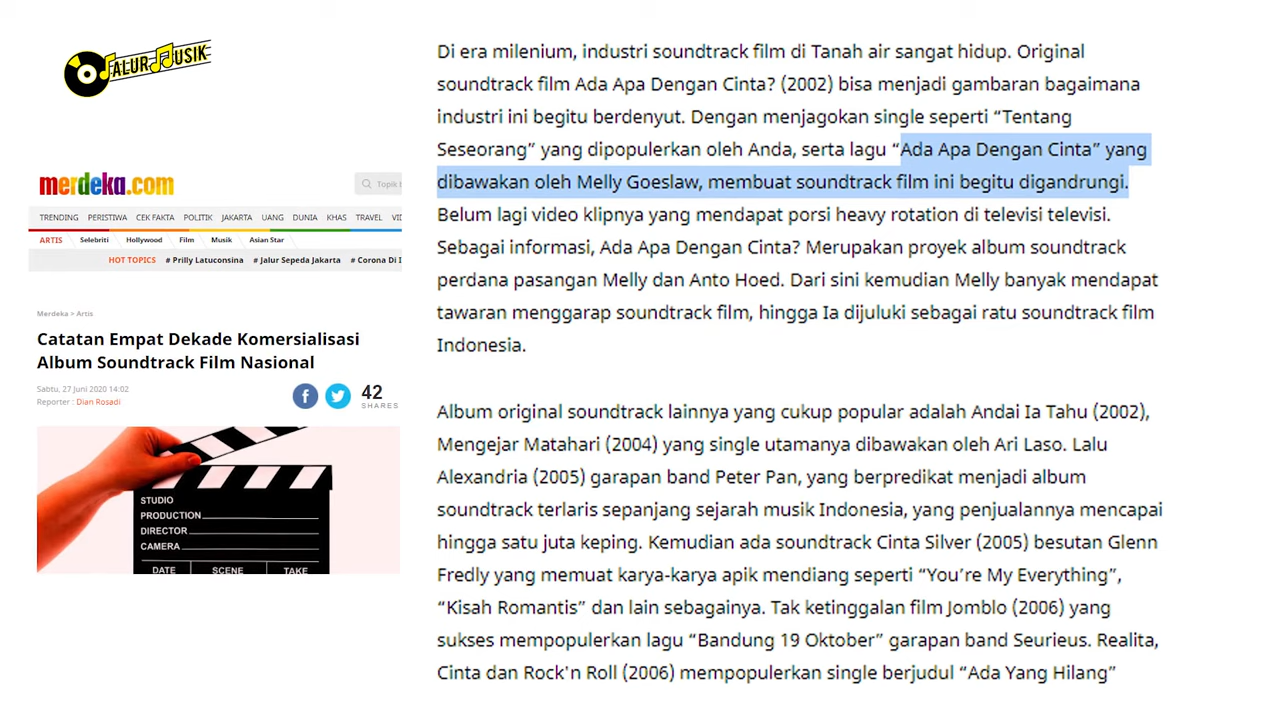 ALUR MUSIK
merdeka.com
TRENDING PERISTIWA CEK FAKTA POLITIK JAKARTA UANG DUNIA KHAS TRAVEL
ARTIS Selebriti Hollywood Film Musik Asian Star
HOT TOPICS # Prilly Latuconsina # Jalur Sepeda Jakarta # Corona Di I
Merdeka > Artis
Catatan Empat Dekade Komersialisasi
Album Soundtrack Film Nasional
Sabtu, 27 Juni 2020 14:02
Reporter : Dian Rosadi
42
SHARES
STUDIO
PRODUCTION
DIRECTOR
CAMERA
DATE SCENE TAKE
Di era milenium, industri soundtrack film di Tanah air sangat hidup. Original
soundtrack film Ada Apa Dengan Cinta? (2002) bisa menjadi gambaran bagaimana
industri ini begitu berdenyut. Dengan menjagokan single seperti “Tentang
Seseorang” yang dipopulerkan oleh Anda, serta lagu “Ada Apa Dengan Cinta” yang
dibawakan oleh Melly Goeslaw, membuat soundtrack film ini begitu digandrungi.
Belum lagi video klipnya yang mendapat porsi heavy rotation di televisi televisi.
Sebagai informasi, Ada Apa Dengan Cinta? Merupakan proyek album soundtrack
perdana pasangan Melly dan Anto Hoed. Dari sini kemudian Melly banyak mendapat
tawaran menggarap soundtrack film, hingga Ia dijuluki sebagai ratu soundtrack film
Indonesia.
Album original soundtrack lainnya yang cukup popular adalah Andai Ia Tahu (2002),
Mengejar Matahari (2004) yang single utamanya dibawakan oleh Ari Laso. Lalu
Alexandria (2005) garapan band Peter Pan, yang berpredikat menjadi album
soundtrack terlaris sepanjang sejarah musik Indonesia, yang penjualannya mencapai
hingga satu juta keping. Kemudian ada soundtrack Cinta Silver (2005) besutan Glenn
Fredly yang memuat karya-karya apik mendiang seperti “You’re My Everything”,
“Kisah Romantis” dan lain sebagainya. Tak ketinggalan film Jomblo (2006) yang
sukses mempopulerkan lagu “Bandung 19 Oktober” garapan band Seurieus. Realita,
Cinta dan Rock'n Roll (2006) mempopulerkan single berjudul “Ada Yang Hilang”